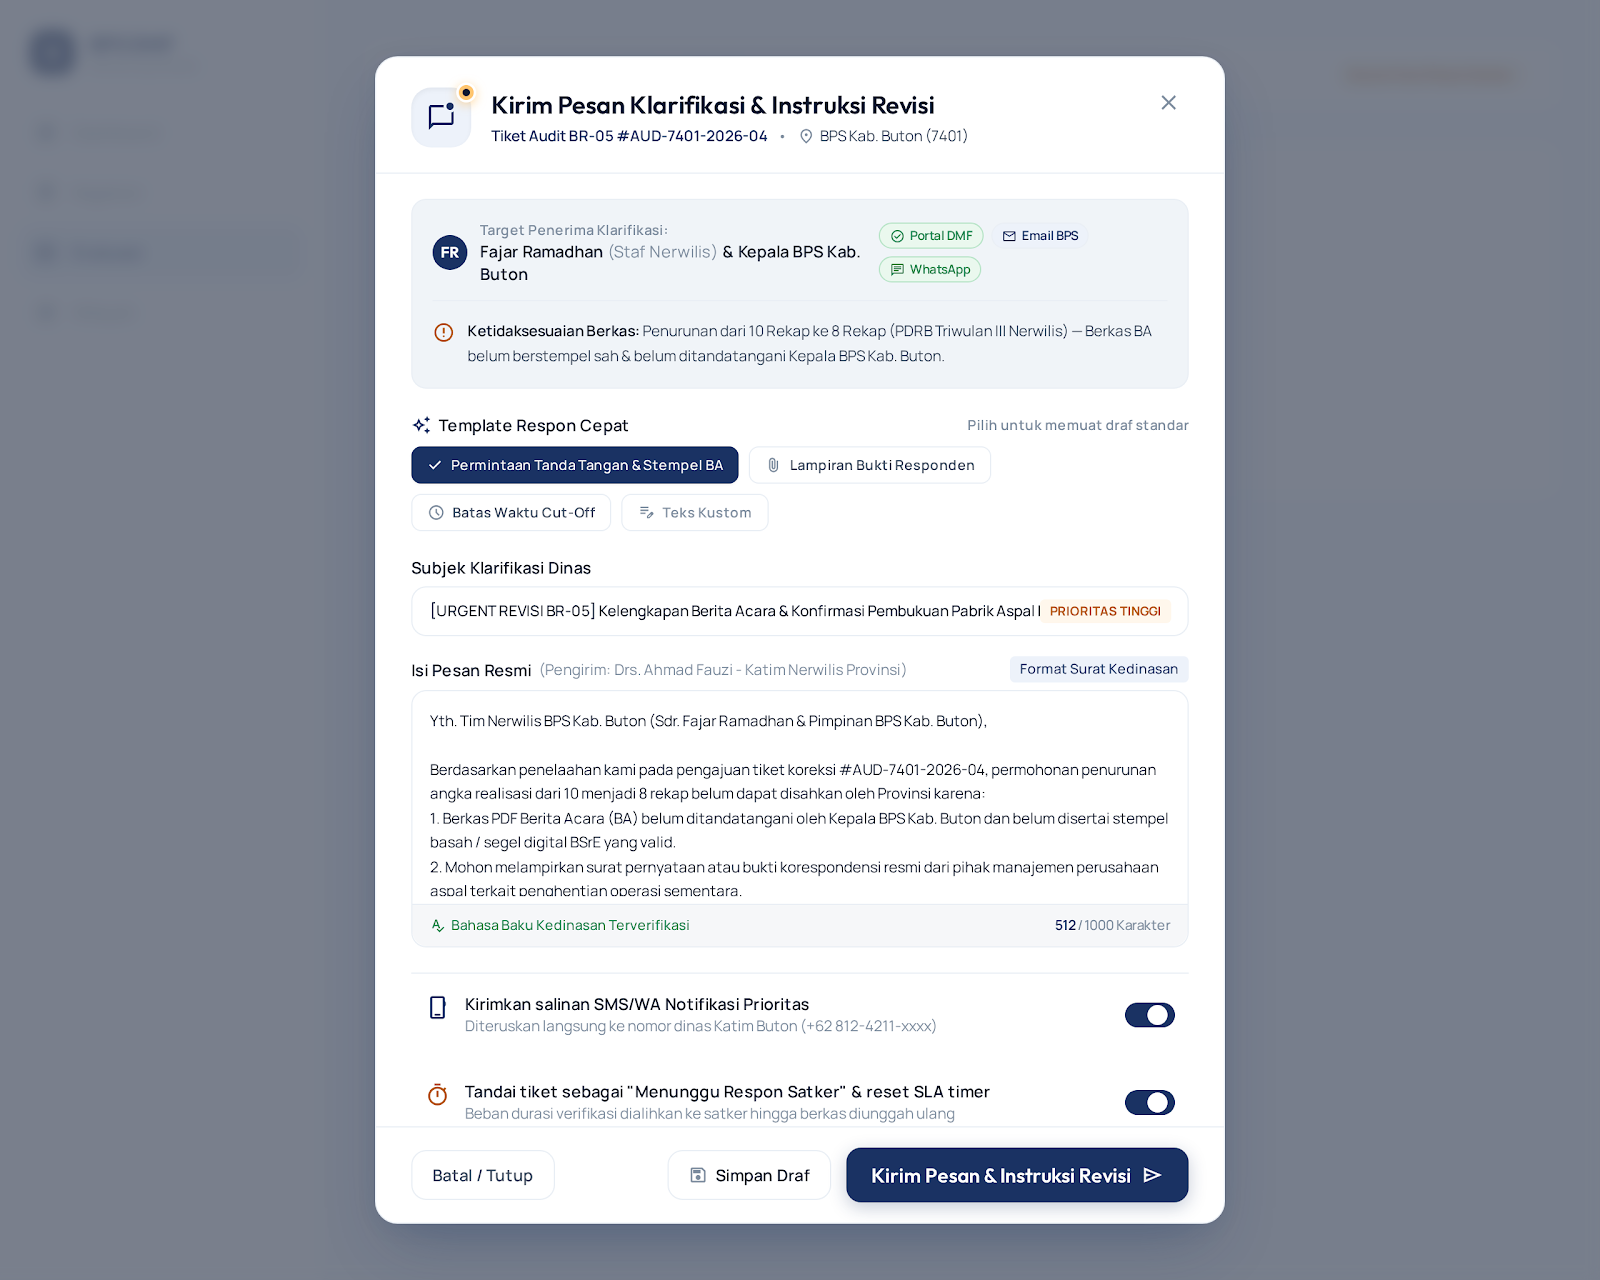 Kirim Pesan Klarifikasi & Instruksi Revisi
Tiket Audit BR-05 #AUD-7401-2026-04 • BPS Kab. Buton (7401)
FR
Target Penerima Klarifikasi:
Fajar Ramadhan (Staf Nerwilis) & Kepala BPS Kab.
Buton
Portal DMF
Email BPS
WhatsApp
Ketidaksesuaian Berkas: Penurunan dari 10 Rekap ke 8 Rekap (PDRB Triwulan III Nerwilis) — Berkas BA
belum berstempel sah & belum ditandatangani Kepala BPS Kab. Buton.
Template Respon Cepat
Pilih untuk memuat draf standar
Permintaan Tanda Tangan & Stempel BA
Lampiran Bukti Responden
Batas Waktu Cut-Off
Teks Kustom
Subjek Klarifikasi Dinas
[URGENT REVISI BR-05] Kelengkapan Berita Acara & Konfirmasi Pembukuan Pabrik Aspal
PRIORITAS TINGGI
Isi Pesan Resmi (Pengirim: Drs. Ahmad Fauzi - Katim Nerwilis Provinsi)
Format Surat Kedinasan
Yth. Tim Nerwilis BPS Kab. Buton (Sdr. Fajar Ramadhan & Pimpinan BPS Kab. Buton),
Berdasarkan penelaahan kami pada pengajuan tiket koreksi #AUD-7401-2026-04, permohonan penurunan
angka realisasi dari 10 menjadi 8 rekap belum dapat disahkan oleh Provinsi karena:
1. Berkas PDF Berita Acara (BA) belum ditandatangani oleh Kepala BPS Kab. Buton dan belum disertai stempel
basah / segel digital BSrE yang valid.
2. Mohon melampirkan surat pernyataan atau bukti korespondensi resmi dari pihak manajemen perusahaan
aspal terkait penghentian operasi sementara.
Bahasa Baku Kedinasan Terverifikasi
512 / 1000 Karakter
Kirimkan salinan SMS/WA Notifikasi Prioritas
Diteruskan langsung ke nomor dinas Katim Buton (+62 812-4211-xxxx)
Tandai tiket sebagai "Menunggu Respon Satker" & reset SLA timer
Beban durasi verifikasi dialihkan ke satker hingga berkas diunggah ulang
Batal / Tutup
Simpan Draf
Kirim Pesan & Instruksi Revisi